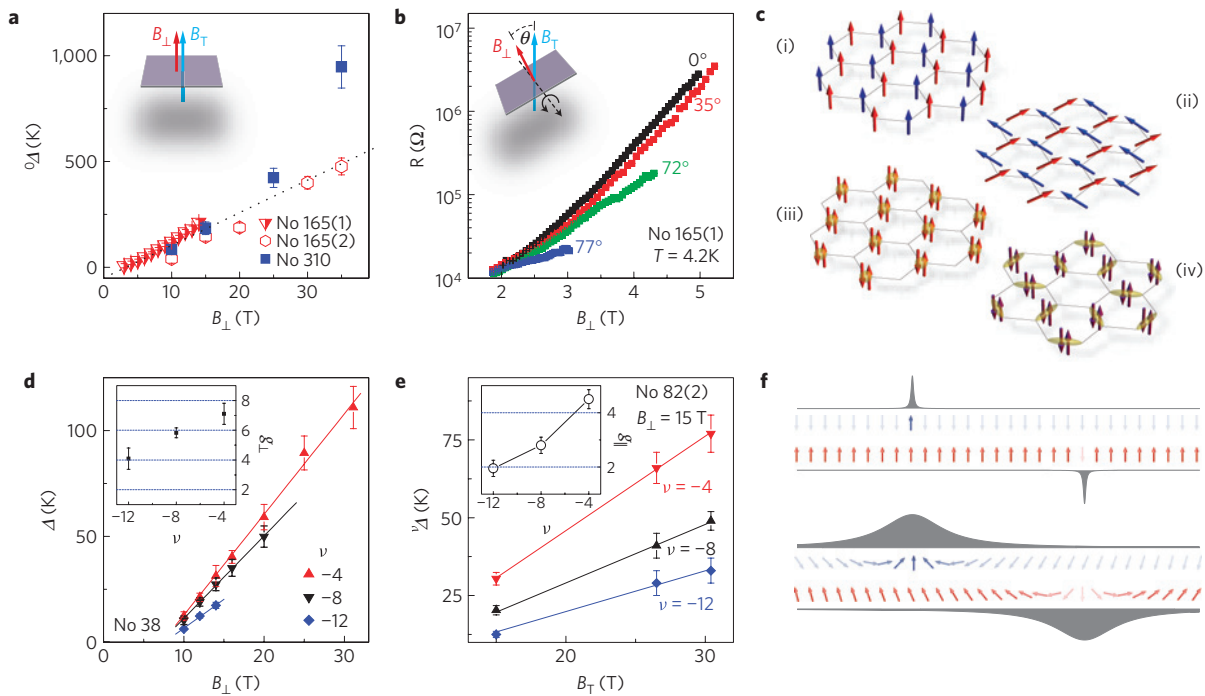 a
B⊥
BT
1,000
500
0
⁰Δ (K)
No 165(1)
No 165(2)
No 310
0
10
20
30
B⊥ (T)
b
θ
B⊥
BT
10⁷
10⁶
10⁵
10⁴
R (Ω)
0°
35°
72°
77°
No 165(1)
T = 4.2K
2
3
4
5
B⊥ (T)
c
(i)
(ii)
(iii)
(iv)
d
100
50
25
0
Δ (K)
8
6
4
2
g⊥
−12
−8
−4
ν
ν
−4
−8
−12
No 38
0
10
20
30
B⊥ (T)
e
75
50
25
νΔ (K)
4
2
g∥
−12
−8
−4
ν
No 82(2)
B⊥ = 15 T
ν = −4
ν = −8
ν = −12
20
30
BT (T)
f